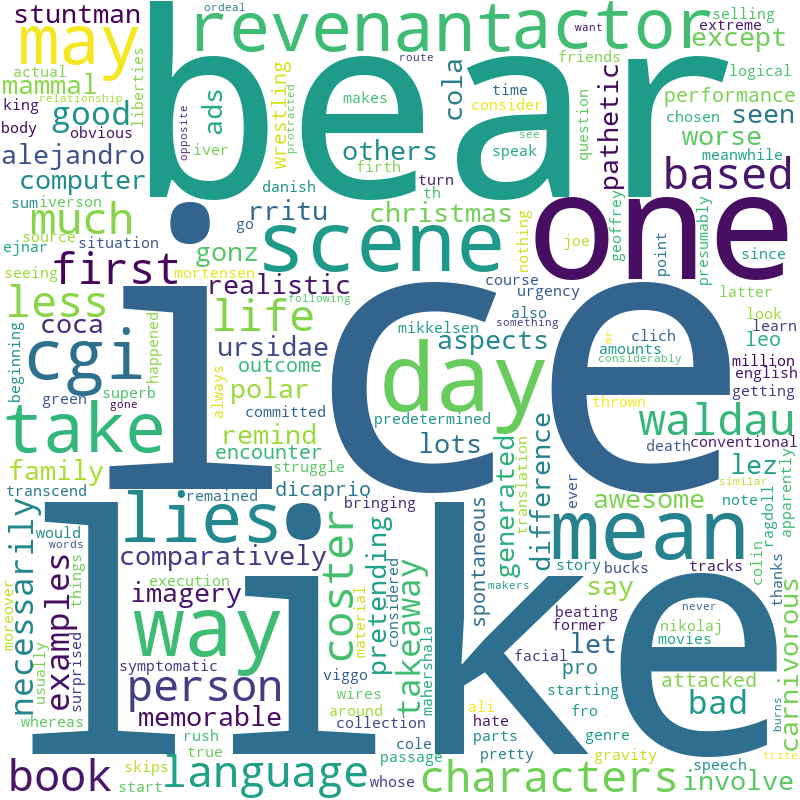 stuntman
ordeal
want
selling
extreme
may
revenant
actor
except
actual
mammal
liberties
route
friends
logical
king
relationship
bear
makes
time
consider
performance
good
ads
cola
body
obvious
opposite
iver
wrestling
protracted
see
question
pathetic
chosen
seen
alejandro
others
speak
worse
firth
meanwhile
computer
danish
turn
based
sum
iverson
rritu
go
christmas
th
one
much
scene
nothing
joe
geoffrey
point
presumably
since
ejnar
source
situation
gonz
course
seeing
mortensen
urgency
latter
first
realistic
following
also
something
mr
less
life
ice
mikkelsen
amounts
considerably
look
coca
ursidae
aspects
leo
learn
million
beginning
cgi
happened
outcome
day
english
green
superb
polar
getting
always
gone
committed
predetermined
thrown
take
remind
lots
waldau
encounter
death
conventional
family
struggle
generated
translation
difference
ever
lez
transcend
remained
dicaprio
bringing
awesome
similar
note
necessarily
lies
like
spontaneous
mean
ragdoll
apparently
would
words
comparatively
coster
pretending
considered
story
bucks
tracks
colin
thanks
carnivorous
examples
things
execution
material
takeaway
mahershala
makers
say
imagery
beating
never
moreover
usually
surprised
way
former
let
nikolaj
movies
symptomatic
viggo
facial
pro
attacked
whereas
person
wires
starting
memorable
around
ali
fro
bad
collection
hate
genre
burns
rush
cole
parts
true
passage
pretty
gravity
speech
trite
book
skips
language
whose
characters
involve
start
clich